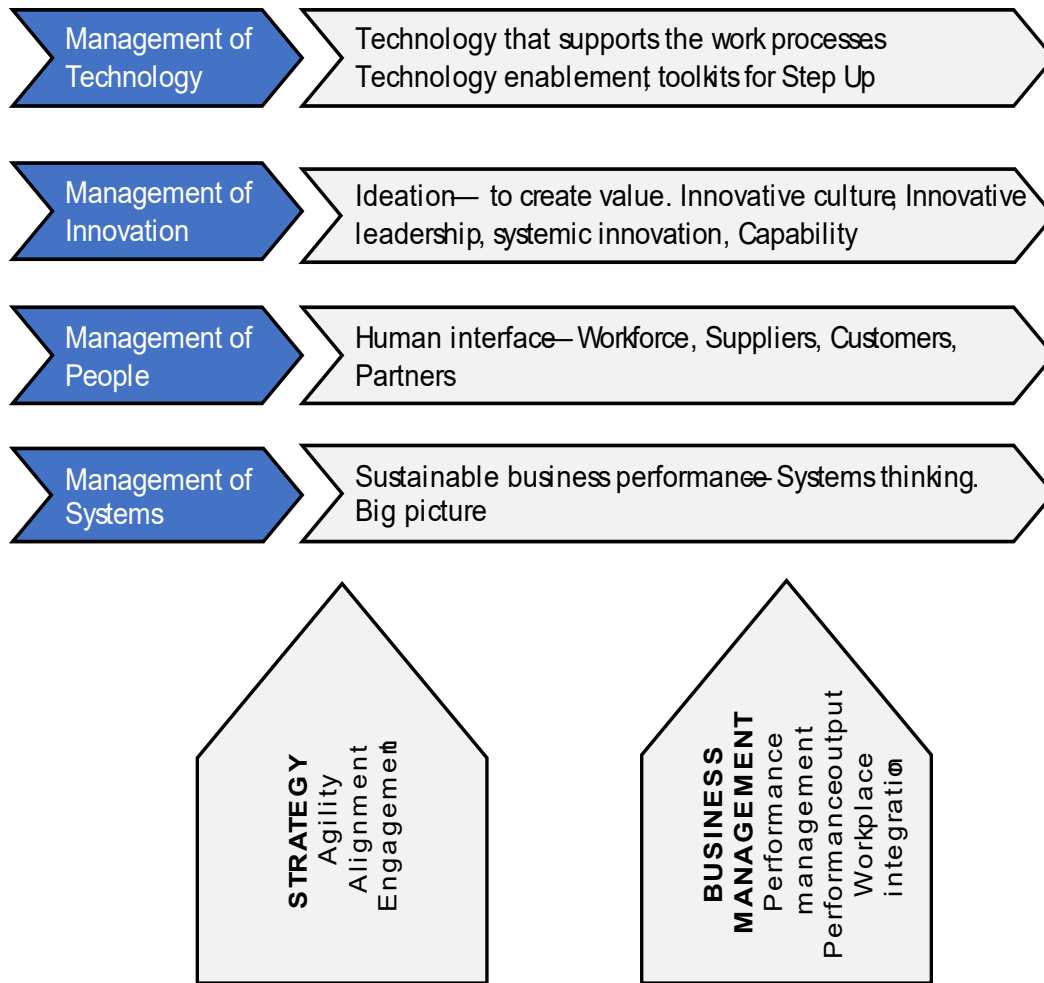 Management of
Technology
Technology that supports the work processes
Technology enablement, toolkits for Step Up
Management of
Innovation
Ideation— to create value. Innovative culture, Innovative
leadership, systemic innovation, Capability
Management of
People
Human interface— Workforce, Suppliers, Customers,
Partners
Management of
Systems
Sustainable business performance— Systems thinking.
Big picture
STRATEGY
Agility
Alignment
Engagement
BUSINESS
MANAGEMENT
Performance
management
Performance output
Workplace
integration